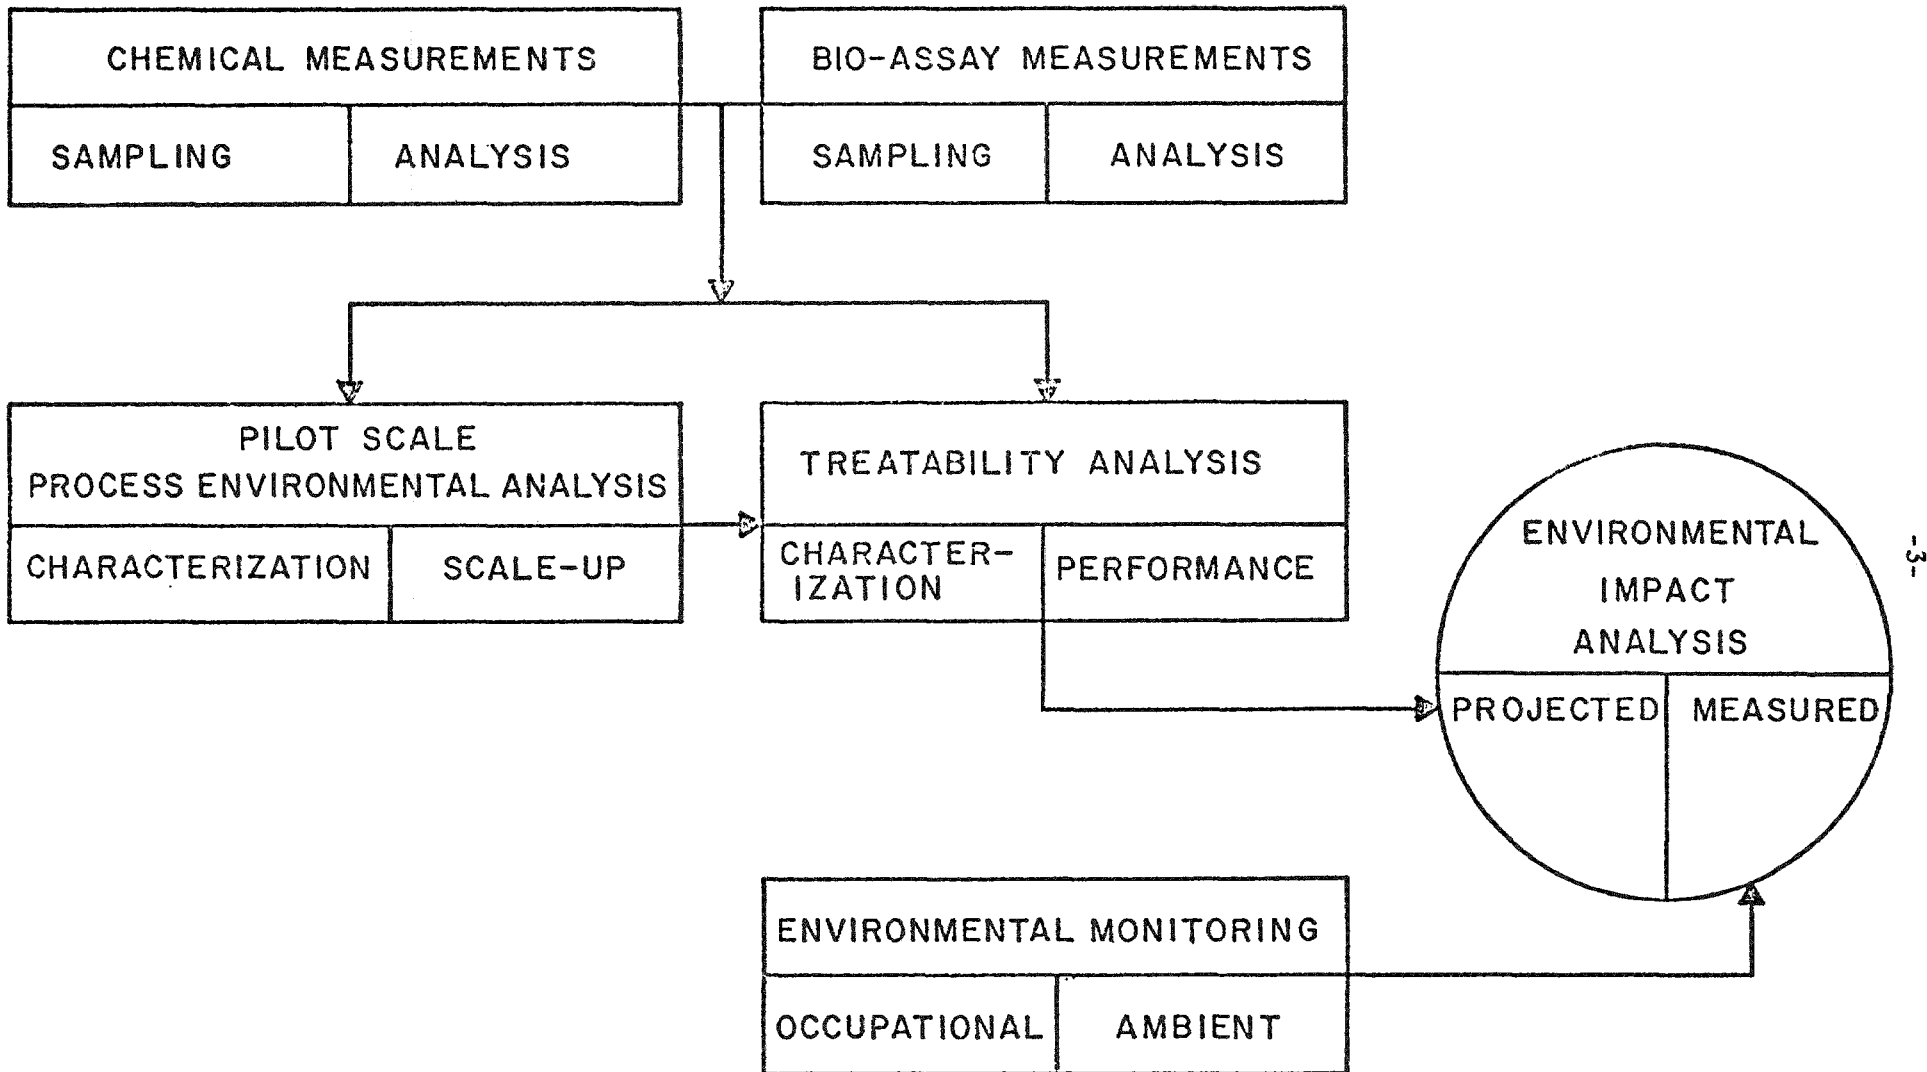 CHEMICAL MEASUREMENTS
SAMPLING
ANALYSIS
BIO-ASSAY MEASUREMENTS
SAMPLING
ANALYSIS
PILOT SCALE
PROCESS ENVIRONMENTAL ANALYSIS
CHARACTERIZATION
SCALE-UP
TREATABILITY ANALYSIS
CHARACTER-
IZATION
PERFORMANCE
ENVIRONMENTAL
IMPACT
ANALYSIS
PROJECTED
MEASURED
-3-
ENVIRONMENTAL MONITORING
OCCUPATIONAL
AMBIENT